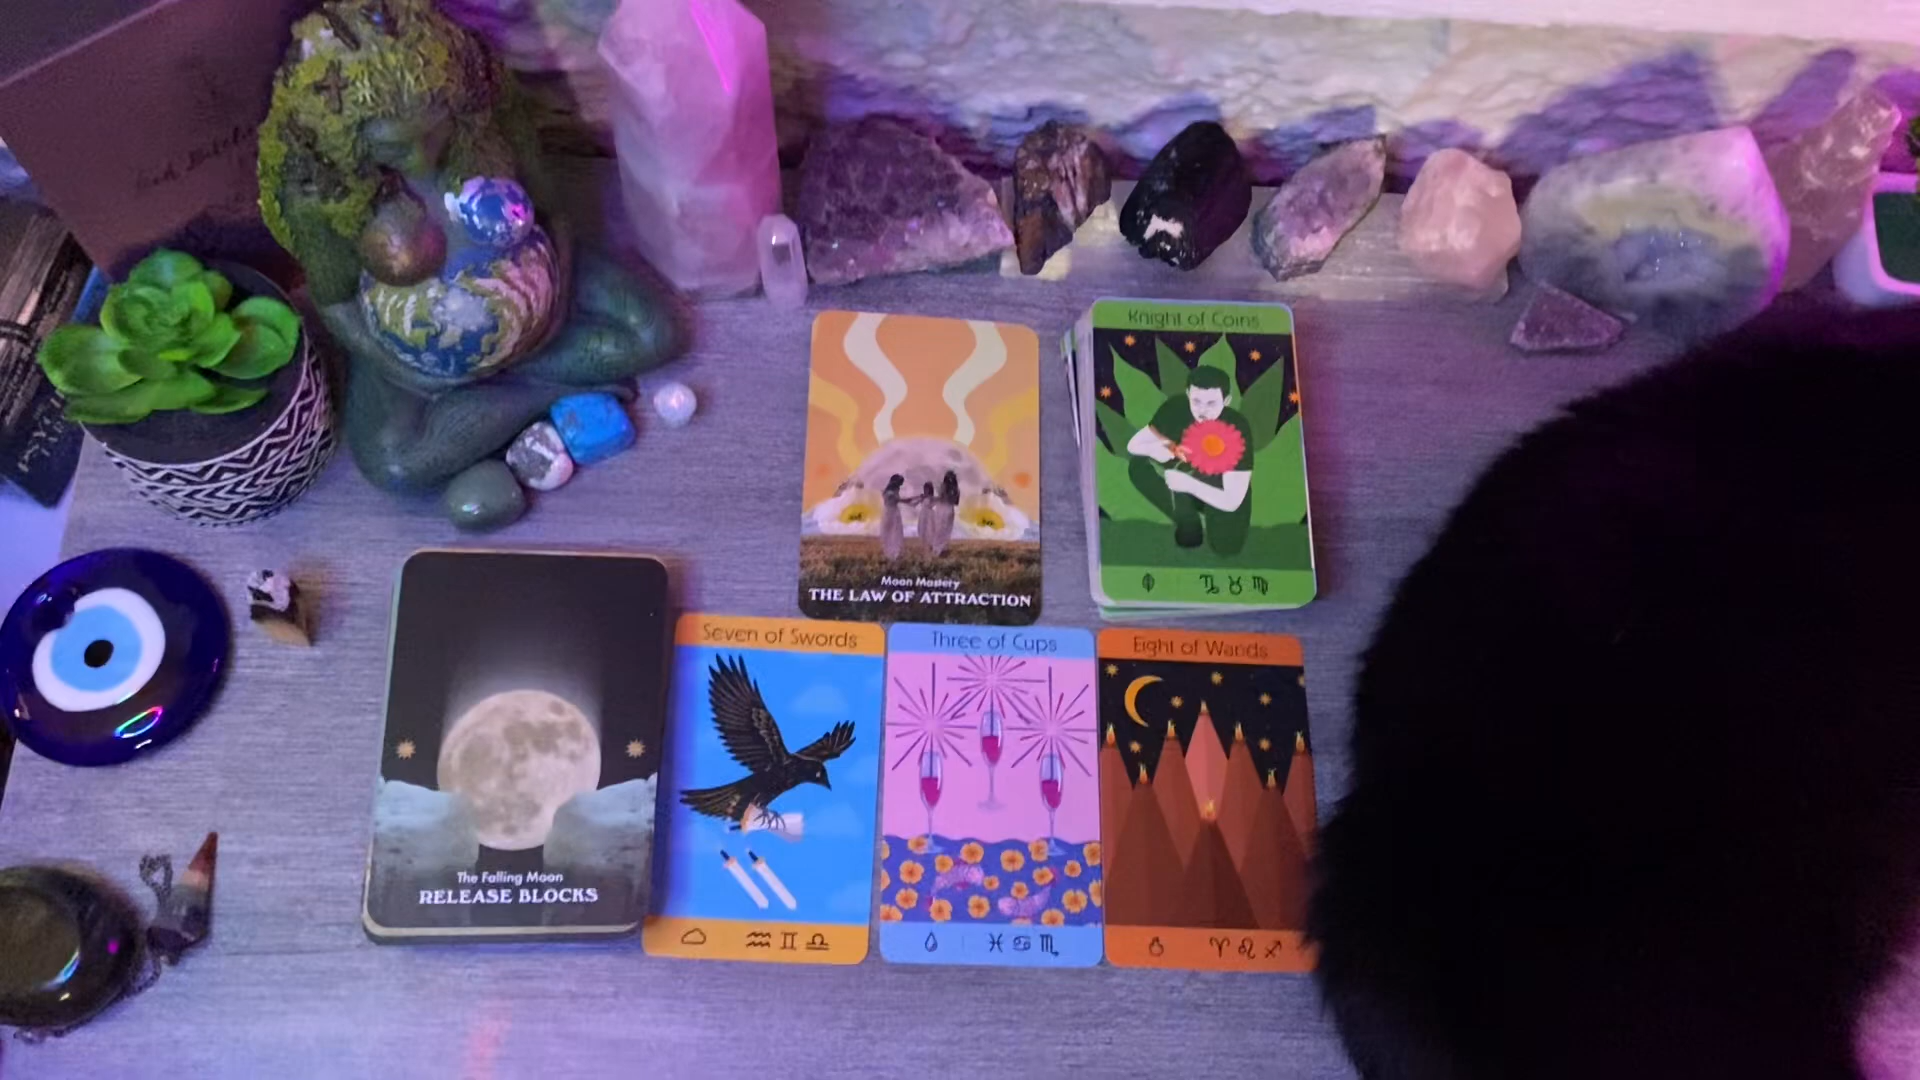 Knight of Coins
Moon Mastery
THE LAW OF ATTRACTION
The Falling Moon
RELEASE BLOCKS
Seven of Swords
Three of Cups
Eight of Wands